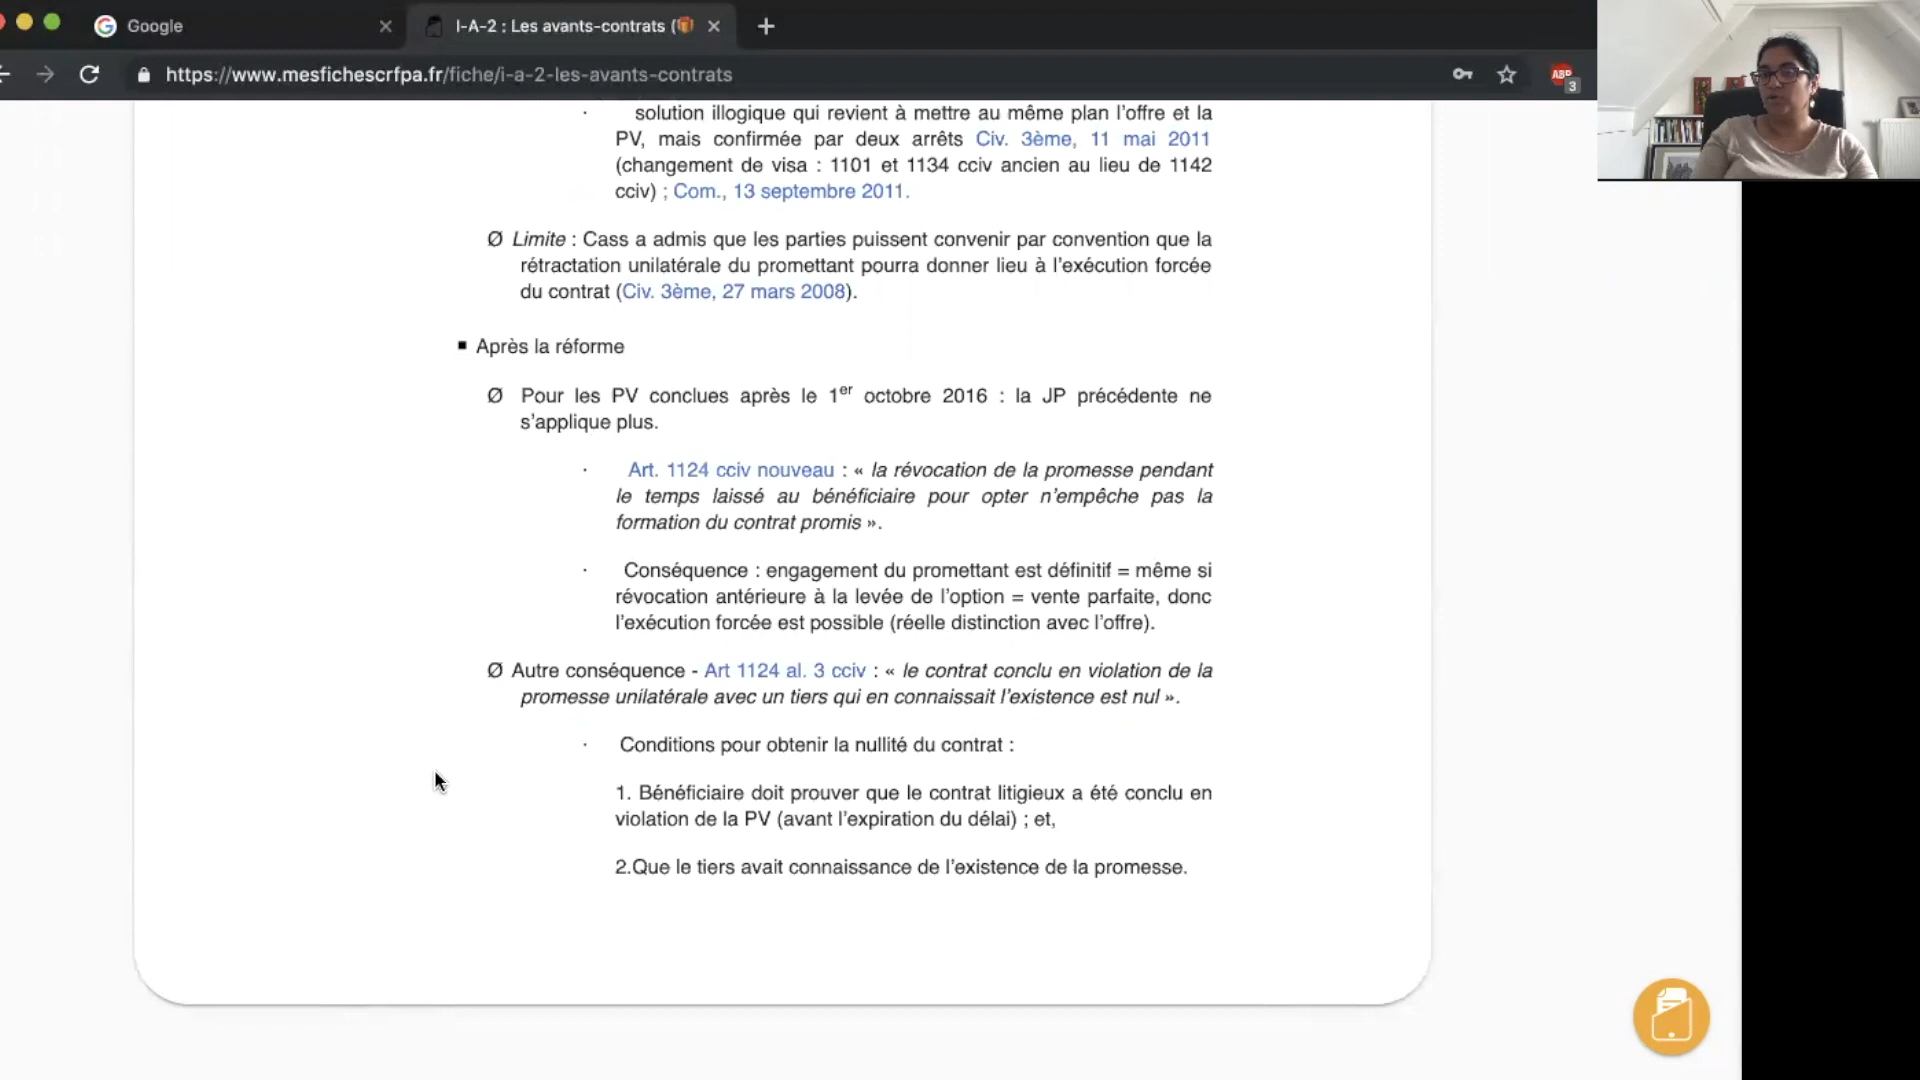 Google
I-A-2 : Les avants-contrats (🎁
https://www.mesfichescrfpa.fr/fiche/i-a-2-les-avants-contrats
ABP
3
· solution illogique qui revient à mettre au même plan l’offre et la
PV, mais confirmée par deux arrêts Civ. 3ème, 11 mai 2011
(changement de visa : 1101 et 1134 cciv ancien au lieu de 1142
cciv) ; Com., 13 septembre 2011.
Ø Limite : Cass a admis que les parties puissent convenir par convention que la
rétractation unilatérale du promettant pourra donner lieu à l’exécution forcée
du contrat (Civ. 3ème, 27 mars 2008).
▪ Après la réforme
Ø Pour les PV conclues après le 1er octobre 2016 : la JP précédente ne
s’applique plus.
· Art. 1124 cciv nouveau : « la révocation de la promesse pendant
le temps laissé au bénéficiaire pour opter n’empêche pas la
formation du contrat promis ».
· Conséquence : engagement du promettant est définitif = même si
révocation antérieure à la levée de l’option = vente parfaite, donc
l’exécution forcée est possible (réelle distinction avec l’offre).
Ø Autre conséquence - Art 1124 al. 3 cciv : « le contrat conclu en violation de la
promesse unilatérale avec un tiers qui en connaissait l’existence est nul ».
· Conditions pour obtenir la nullité du contrat :
1. Bénéficiaire doit prouver que le contrat litigieux a été conclu en
violation de la PV (avant l’expiration du délai) ; et,
2.Que le tiers avait connaissance de l’existence de la promesse.